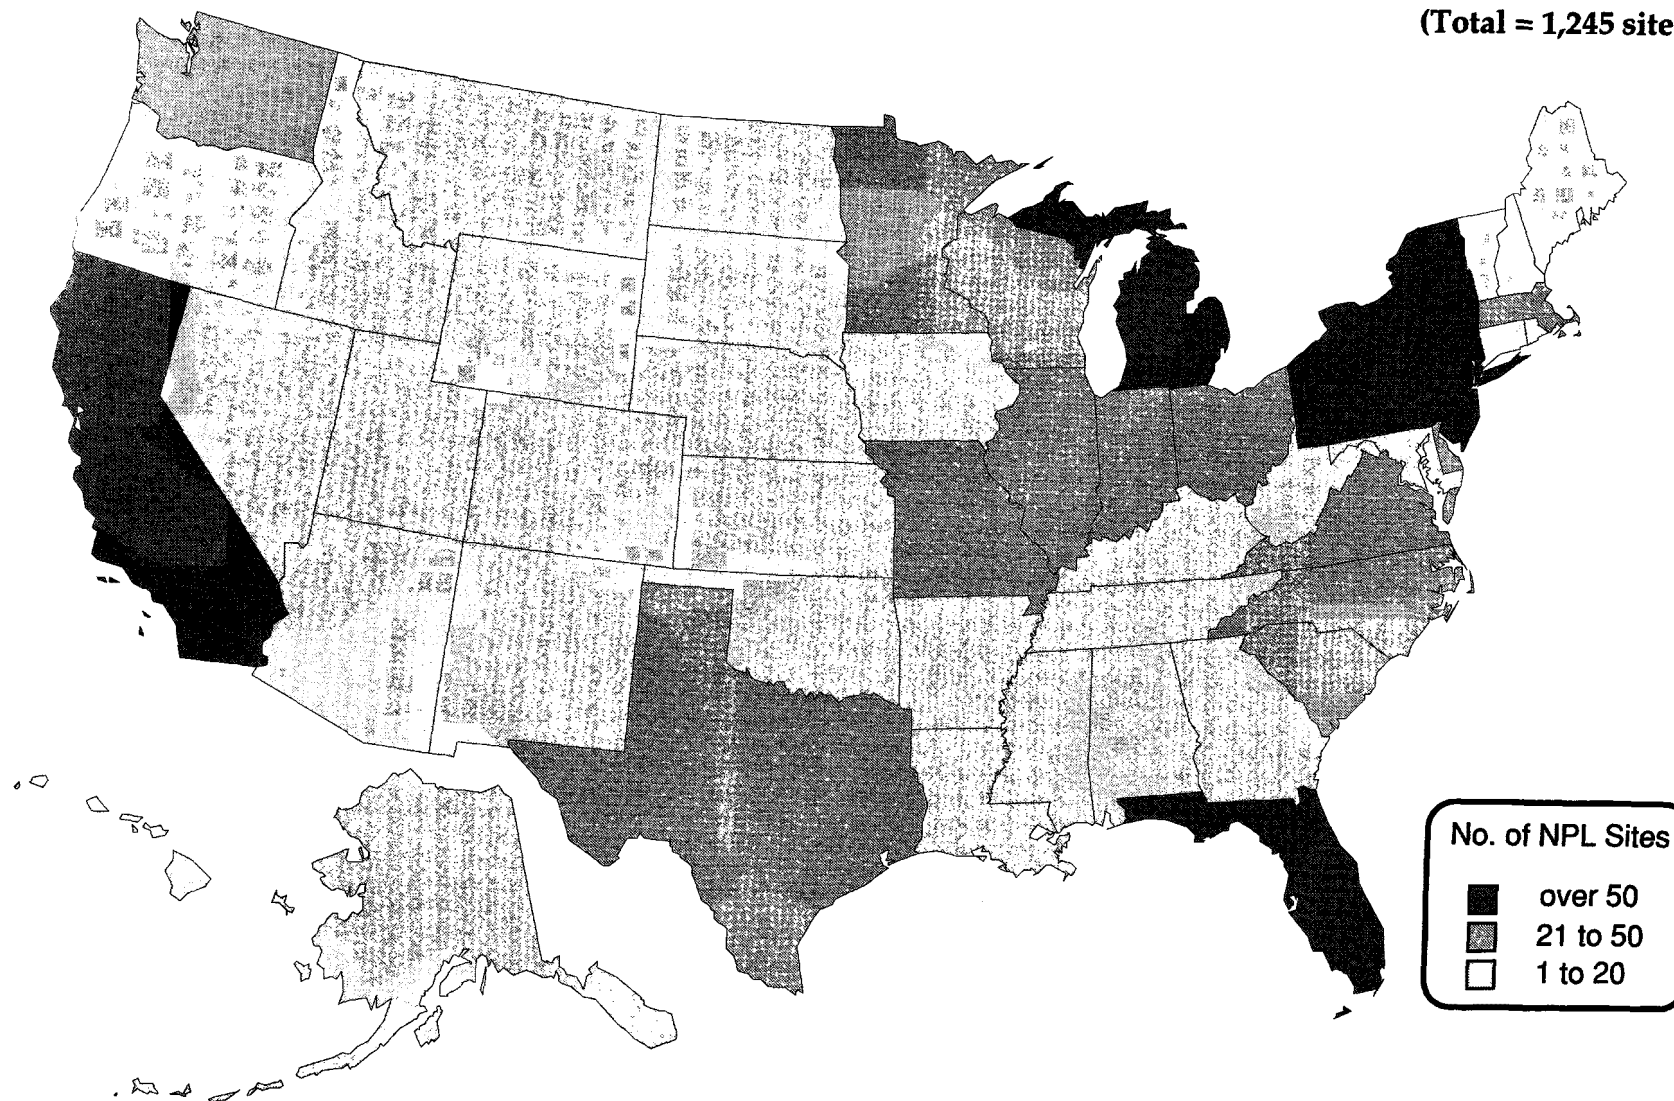 (Total = 1,245 site
No. of NPL Sites
over 50
21 to 50
1 to 20